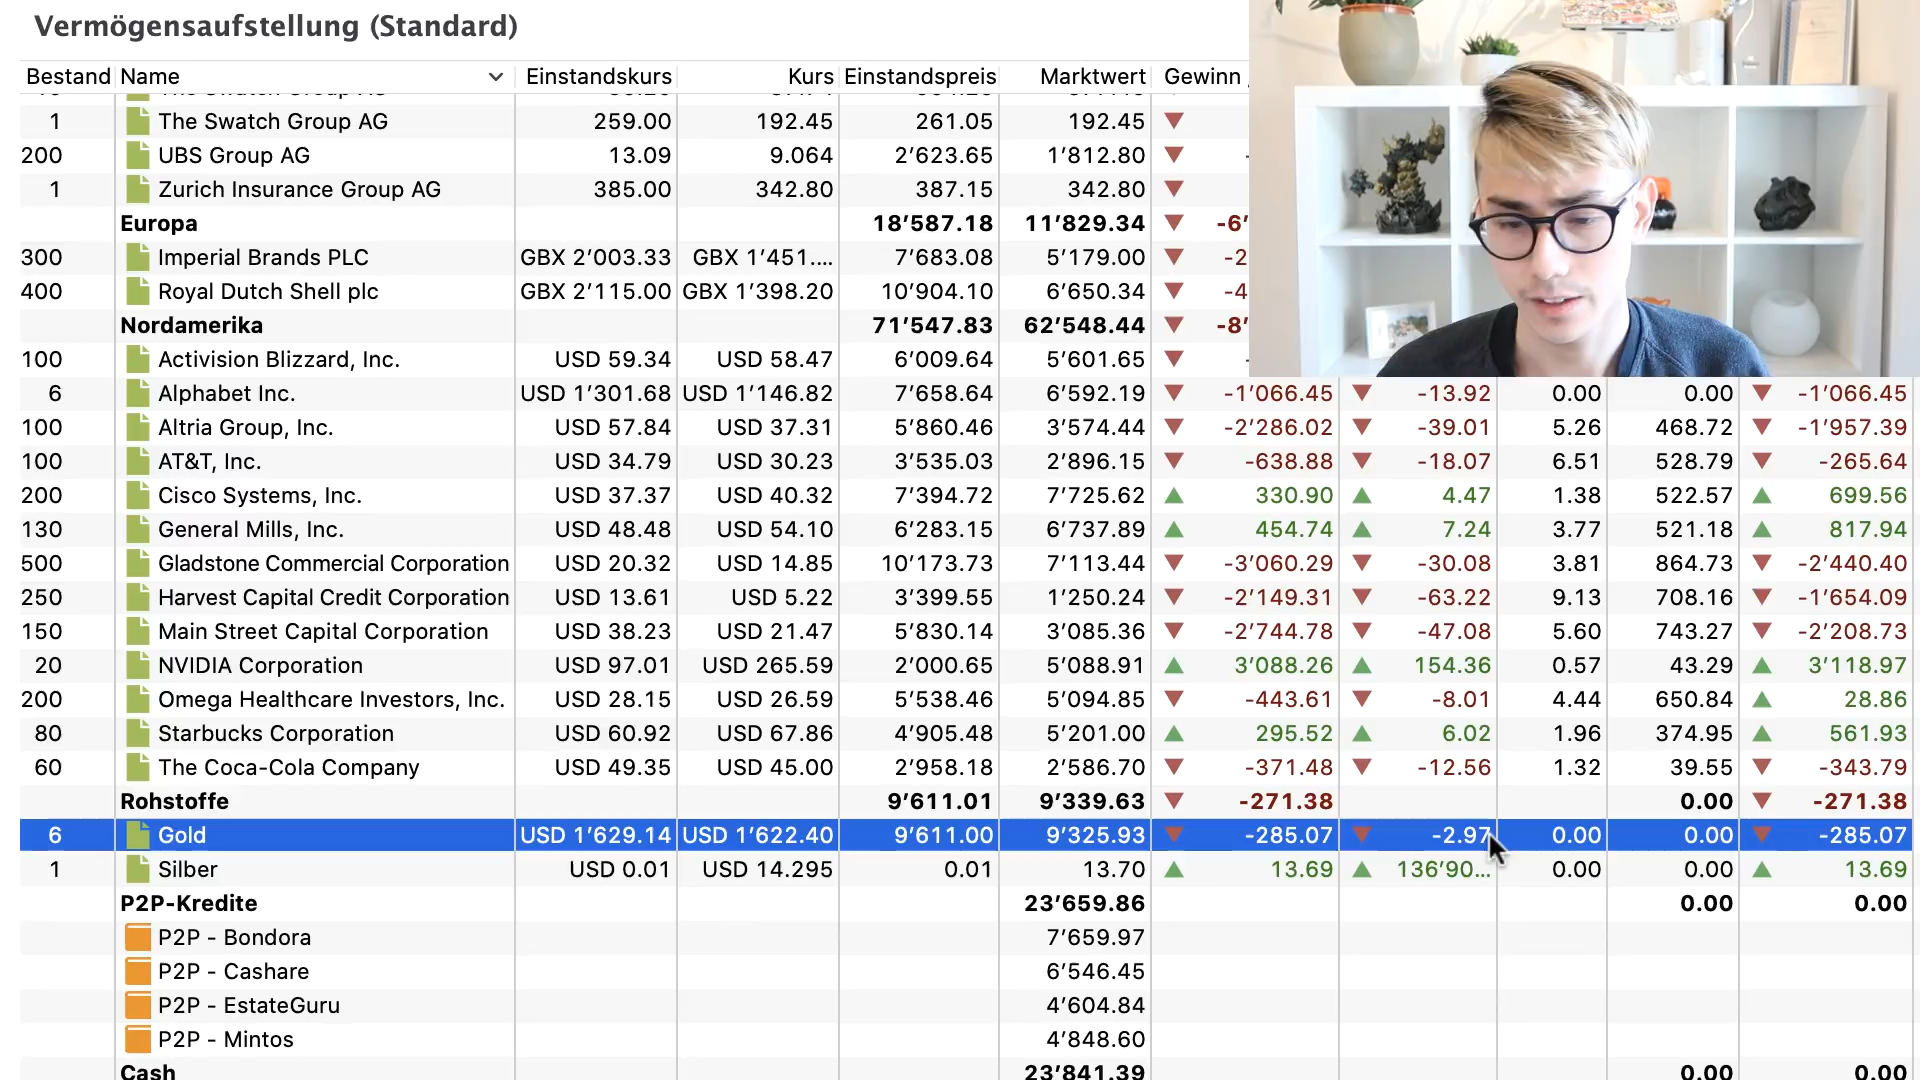 Vermögensaufstellung (Standard)
Bestand Name Einstandskurs Kurs Einstandspreis Marktwert Gewinn
The Swatch Group AG
1 The Swatch Group AG 259.00 192.45 261.05 192.45
200 UBS Group AG 13.09 9.064 2’623.65 1’812.80 -
1 Zurich Insurance Group AG 385.00 342.80 387.15 342.80
Europa 18’587.18 11’829.34 -6’
300 Imperial Brands PLC GBX 2’003.33 GBX 1’451.... 7’683.08 5’179.00 -2
400 Royal Dutch Shell plc GBX 2’115.00 GBX 1’398.20 10’904.10 6’650.34 -4
Nordamerika 71’547.83 62’548.44 -8’
100 Activision Blizzard, Inc. USD 59.34 USD 58.47 6’009.64 5’601.65 -
6 Alphabet Inc. USD 1’301.68 USD 1’146.82 7’658.64 6’592.19 -1’066.45 -13.92 0.00 0.00 -1’066.45
100 Altria Group, Inc. USD 57.84 USD 37.31 5’860.46 3’574.44 -2’286.02 -39.01 5.26 468.72 -1’957.39
100 AT&T, Inc. USD 34.79 USD 30.23 3’535.03 2’896.15 -638.88 -18.07 6.51 528.79 -265.64
200 Cisco Systems, Inc. USD 37.37 USD 40.32 7’394.72 7’725.62 330.90 4.47 1.38 522.57 699.56
130 General Mills, Inc. USD 48.48 USD 54.10 6’283.15 6’737.89 454.74 7.24 3.77 521.18 817.94
500 Gladstone Commercial Corporation USD 20.32 USD 14.85 10’173.73 7’113.44 -3’060.29 -30.08 3.81 864.73 -2’440.40
250 Harvest Capital Credit Corporation USD 13.61 USD 5.22 3’399.55 1’250.24 -2’149.31 -63.22 9.13 708.16 -1’654.09
150 Main Street Capital Corporation USD 38.23 USD 21.47 5’830.14 3’085.36 -2’744.78 -47.08 5.60 743.27 -2’208.73
20 NVIDIA Corporation USD 97.01 USD 265.59 2’000.65 5’088.91 3’088.26 154.36 0.57 43.29 3’118.97
200 Omega Healthcare Investors, Inc. USD 28.15 USD 26.59 5’538.46 5’094.85 -443.61 -8.01 4.44 650.84 28.86
80 Starbucks Corporation USD 60.92 USD 67.86 4’905.48 5’201.00 295.52 6.02 1.96 374.95 561.93
60 The Coca-Cola Company USD 49.35 USD 45.00 2’958.18 2’586.70 -371.48 -12.56 1.32 39.55 -343.79
Rohstoffe 9’611.01 9’339.63 -271.38 0.00 -271.38
6 Gold USD 1’629.14 USD 1’622.40 9’611.00 9’325.93 -285.07 -2.97 0.00 0.00 -285.07
1 Silber USD 0.01 USD 14.295 0.01 13.70 13.69 136’90... 0.00 0.00 13.69
P2P-Kredite 23’659.86 0.00 0.00
P2P - Bondora 7’659.97
P2P - Cashare 6’546.45
P2P - EstateGuru 4’604.84
P2P - Mintos 4’848.60
Cash 23’841.39 0.00 0.00